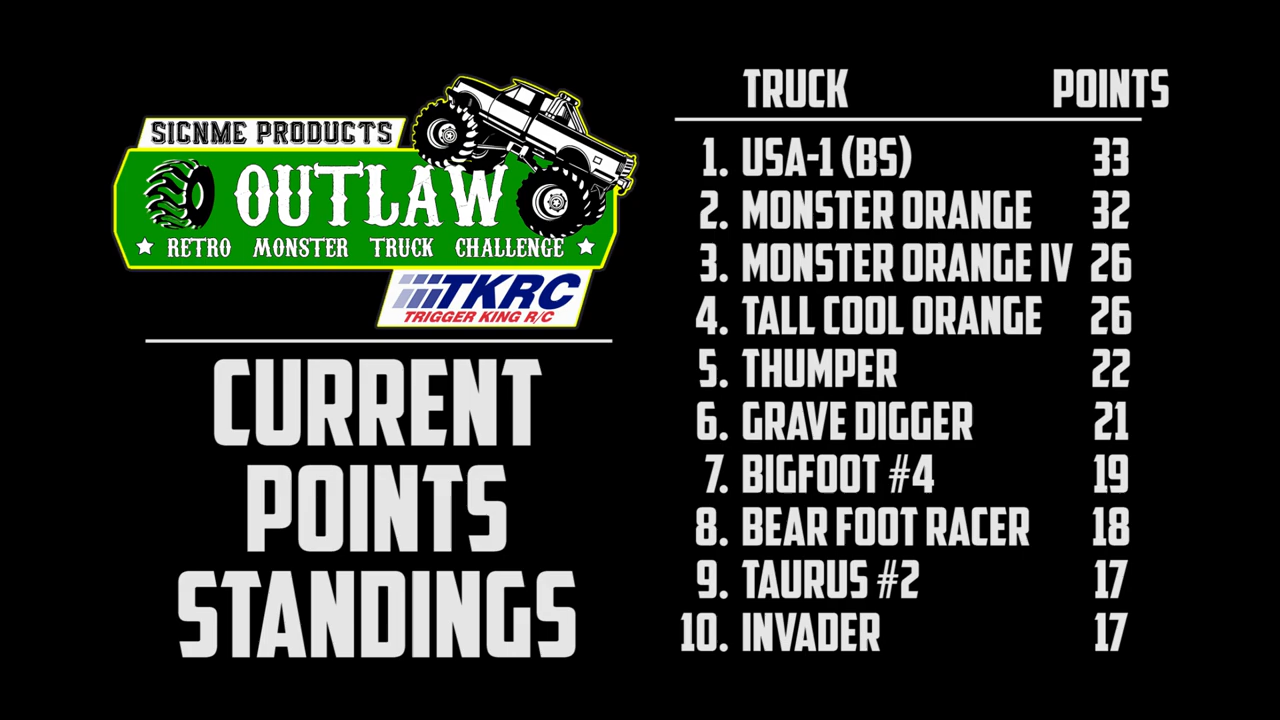 SICNME PRODUCTS
OUTLAW
RETRO MONSTER TRUCK CHALLENGE
TKRC
TRIGGER KING R/C
CURRENT
POINTS
STANDINGS
TRUCK POINTS
1. USA-1 (BS) 33
2. MONSTER ORANGE 32
3. MONSTER ORANGE IV 26
4. TALL COOL ORANGE 26
5. THUMPER 22
6. GRAVE DIGGER 21
7. BIGFOOT #4 19
8. BEAR FOOT RACER 18
9. TAURUS #2 17
10. INVADER 17